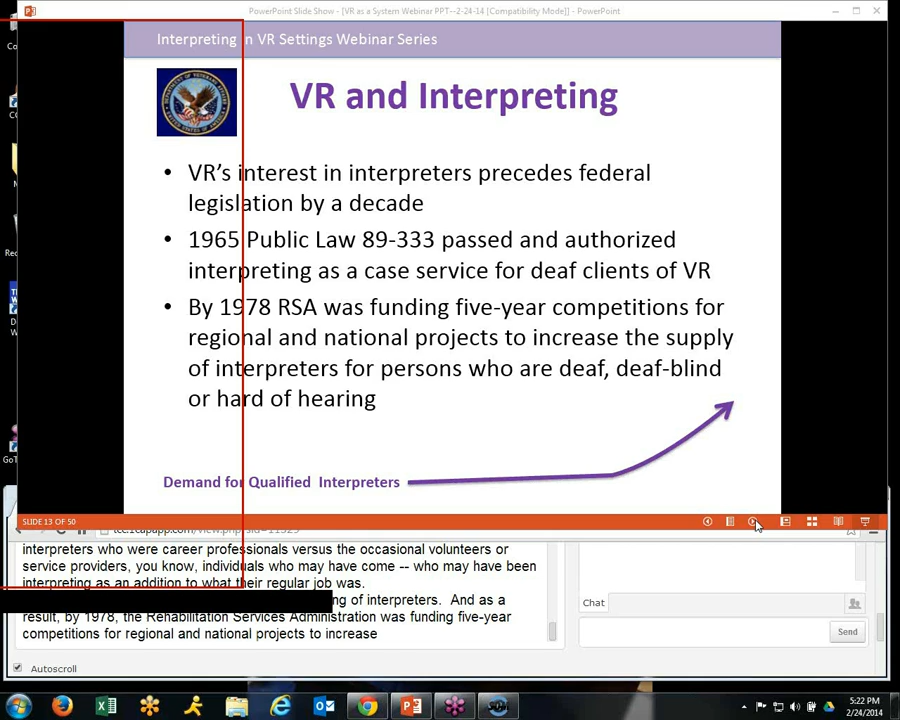 PowerPoint Slide Show - [VR as a System Webinar PPT--2-24-14 [Compatibility Mode]] - PowerPoint
Interpreting in VR Settings Webinar Series
VR and Interpreting
• VR's interest in interpreters precedes federal
legislation by a decade
• 1965 Public Law 89-333 passed and authorized
interpreting as a case service for deaf clients of VR
• By 1978 RSA was funding five-year competitions for
regional and national projects to increase the supply
of interpreters for persons who are deaf, deaf-blind
or hard of hearing
Demand for Qualified Interpreters
SLIDE 13 OF 50
interpreters who were career professionals versus the occasional volunteers or
service providers, you know, individuals who may have come -- who may have been
interpreting as an addition to what their regular job was.
ng of interpreters. And as a
result, by 1978, the Rehabilitation Services Administration was funding five-year
competitions for regional and national projects to increase
Autoscroll
Chat
Send
5:22 PM
2/24/2014